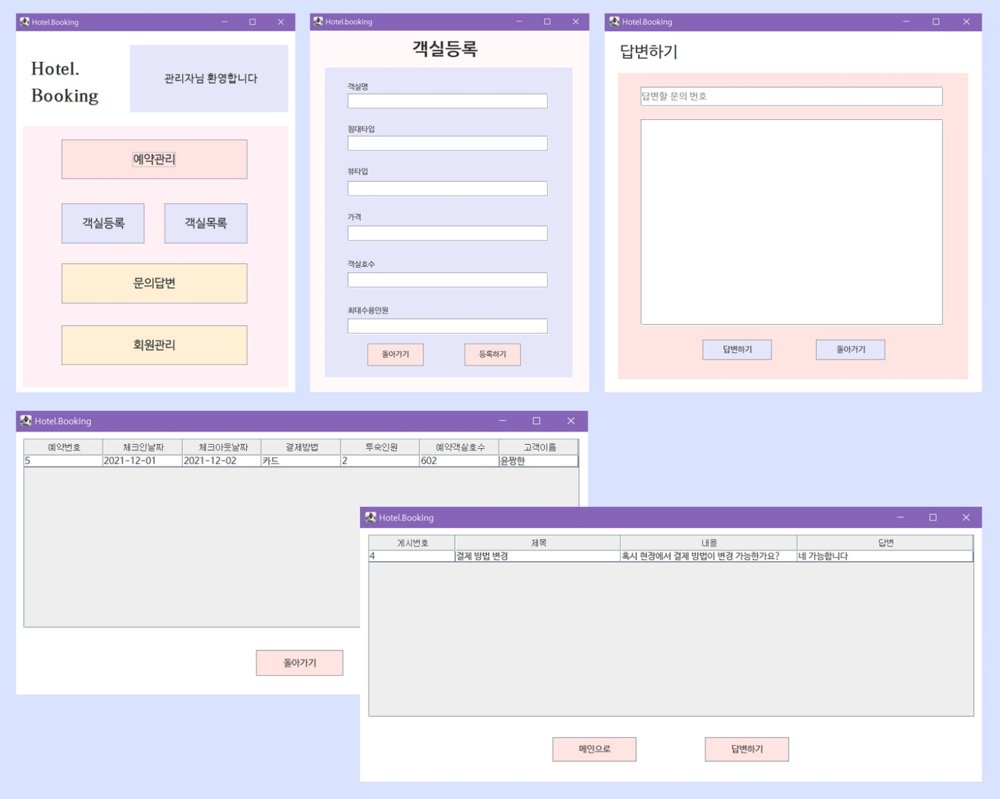 Hotel.Booking
Hotel.
Booking
관리자님 환영합니다
예약관리
객실등록 객실목록
문의답변
회원관리
Hotel.booking
객실등록
객실명
침대타입
뷰타입
가격
객실호수
최대수용인원
돌아가기 등록하기
Hotel.Booking
답변하기
답변할 문의 번호
답변하기 돌아가기
Hotel.Booking
예약번호 체크인날짜 체크아웃날짜 결제방법 투숙인원 예약객실호수 고객이름
5 2021-12-01 2021-12-02 카드 2 602 윤짱한
돌아가기
Hotel.Booking
게시번호 제목 내용 답변
4 결제 방법 변경 혹시 현장에서 결제 방법이 변경 가능한가요? 네 가능합니다
메인으로 답변하기